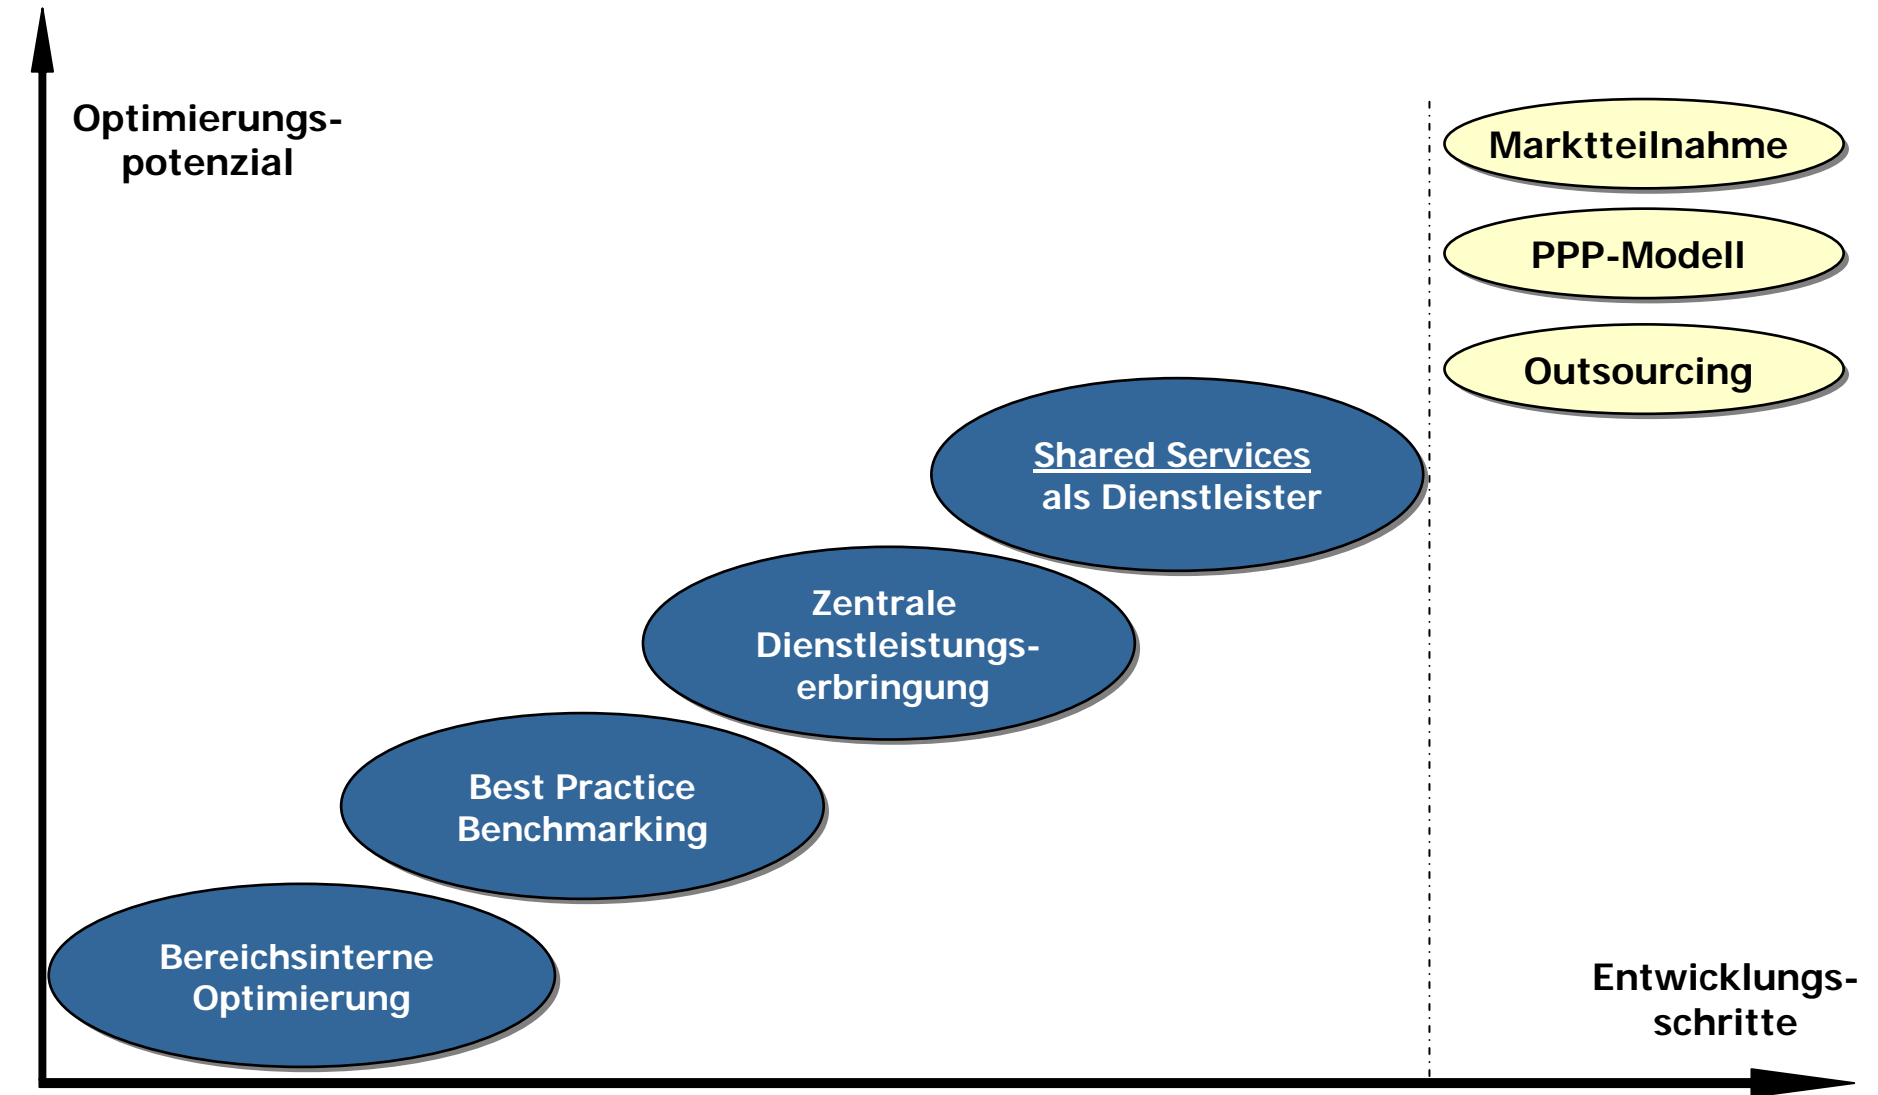 Optimierungs-
potenzial
Marktteilnahme
PPP-Modell
Outsourcing
Shared Services
als Dienstleister
Zentrale
Dienstleistungs-
erbringung
Best Practice
Benchmarking
Bereichsinterne
Optimierung
Entwicklungs-
schritte